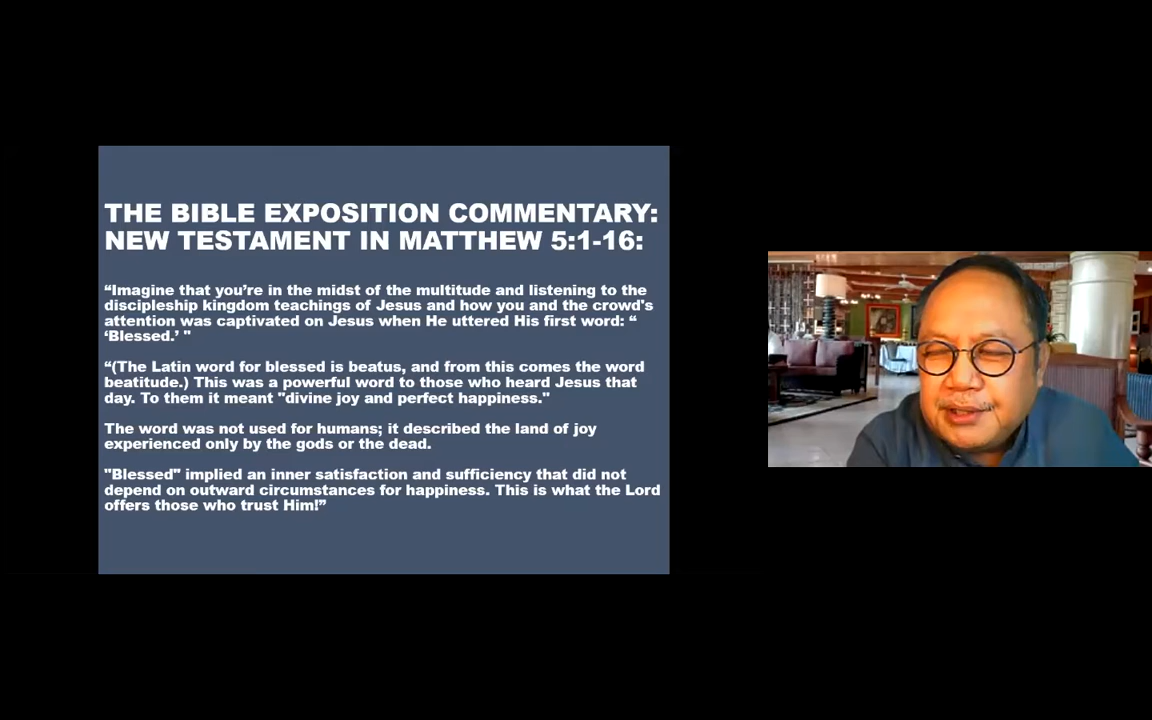 THE BIBLE EXPOSITION COMMENTARY:
NEW TESTAMENT IN MATTHEW 5:1-16:
“Imagine that you’re in the midst of the multitude and listening to the
discipleship kingdom teachings of Jesus and how you and the crowd's
attention was captivated on Jesus when He uttered His first word: “
‘Blessed.’ "
“(The Latin word for blessed is beatus, and from this comes the word
beatitude.) This was a powerful word to those who heard Jesus that
day. To them it meant "divine joy and perfect happiness."
The word was not used for humans; it described the land of joy
experienced only by the gods or the dead.
"Blessed" implied an inner satisfaction and sufficiency that did not
depend on outward circumstances for happiness. This is what the Lord
offers those who trust Him!”